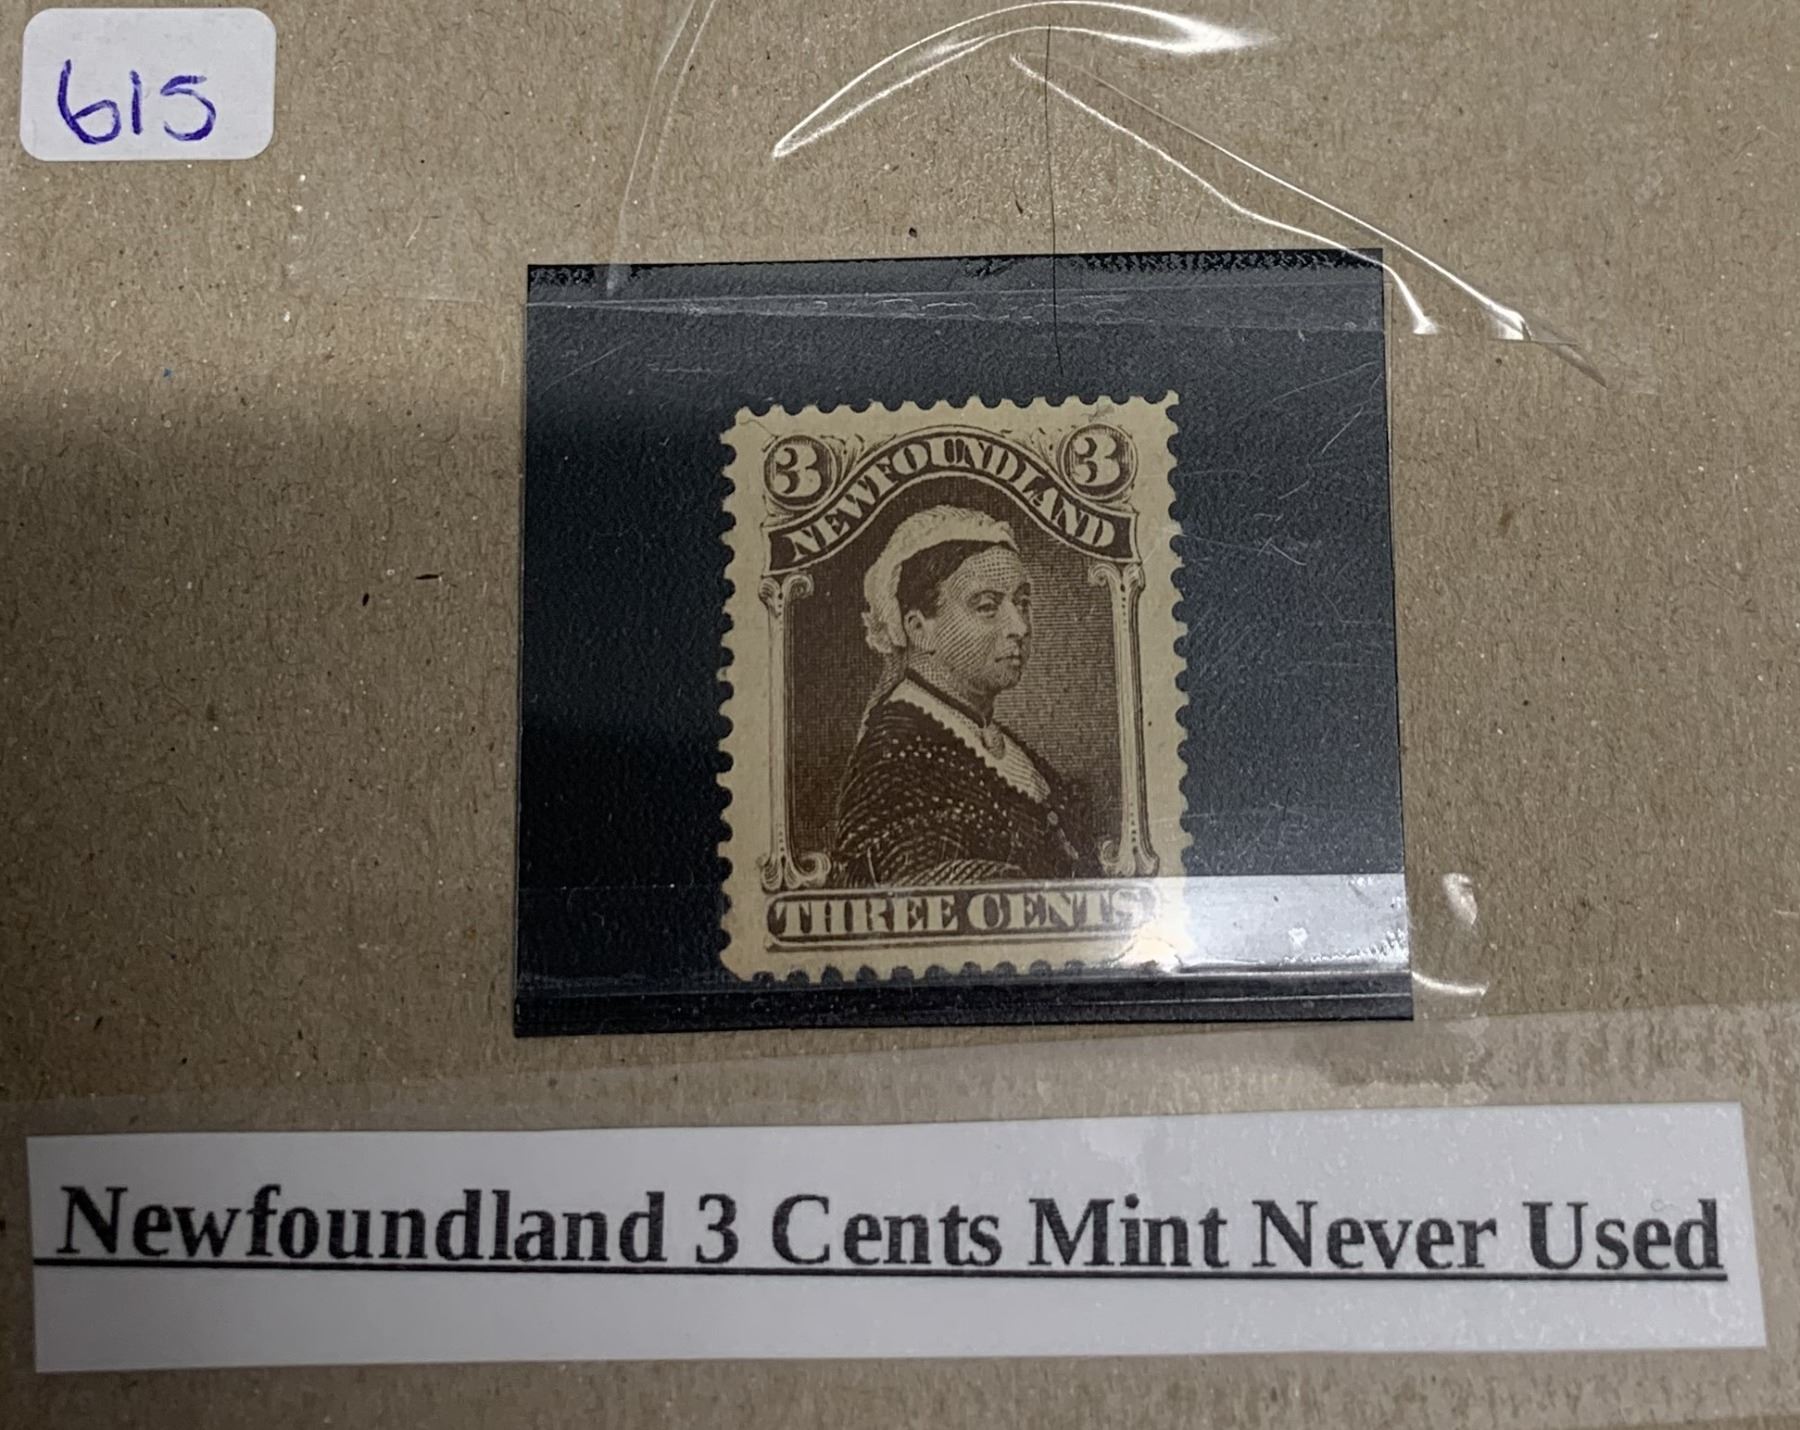 615
3 3
NEWFOUNDLAND
THREE CENTS
Newfoundland 3 Cents Mint Never Used